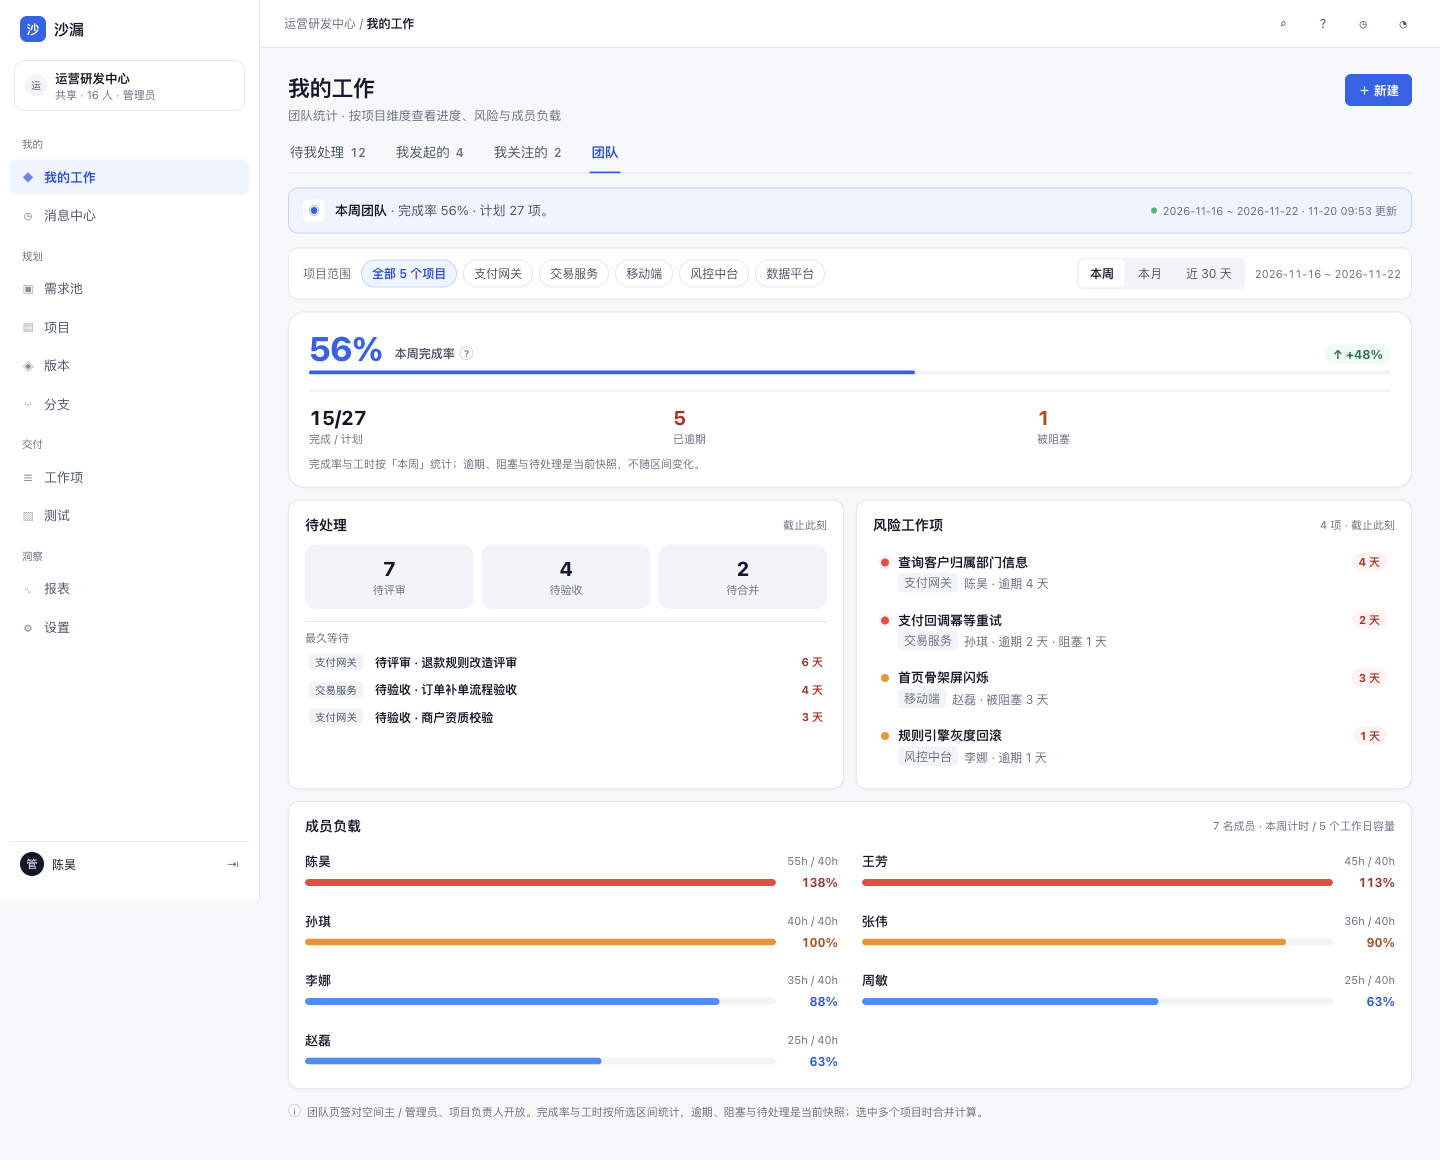 沙 沙漏
运 运营研发中心
共享 · 16 人 · 管理员
我的
我的工作
消息中心
规划
需求池
项目
版本
分支
交付
工作项
测试
洞察
报表
设置
管 陈昊
运营研发中心 / 我的工作
?
我的工作
+ 新建
团队统计 · 按项目维度查看进度、风险与成员负载
待我处理 12 我发起的 4 我关注的 2 团队
本周团队 · 完成率 56% · 计划 27 项。
2026-11-16 ~ 2026-11-22 · 11-20 09:53 更新
项目范围 全部 5 个项目 支付网关 交易服务 移动端 风控中台 数据平台
本周 本月 近 30 天 2026-11-16 ~ 2026-11-22
56% 本周完成率 ?
↑ +48%
15/27 5 1
完成 / 计划 已逾期 被阻塞
完成率与工时按「本周」统计；逾期、阻塞与待处理是当前快照，不随区间变化。
待处理 截止此刻
7 4 2
待评审 待验收 待合并
最久等待
支付网关 待评审 · 退款规则改造评审 6 天
交易服务 待验收 · 订单补单流程验收 4 天
支付网关 待验收 · 商户资质校验 3 天
风险工作项 4 项 · 截止此刻
查询客户归属部门信息 4 天
支付网关 陈昊 · 逾期 4 天
支付回调幂等重试 2 天
交易服务 孙琪 · 逾期 2 天 · 阻塞 1 天
首页骨架屏闪烁 3 天
移动端 赵磊 · 被阻塞 3 天
规则引擎灰度回滚 1 天
风控中台 李娜 · 逾期 1 天
成员负载 7 名成员 · 本周计时 / 5 个工作日容量
陈昊 55h / 40h
138%
王芳 45h / 40h
113%
孙琪 40h / 40h
100%
张伟 36h / 40h
90%
李娜 35h / 40h
88%
周敏 25h / 40h
63%
赵磊 25h / 40h
63%
团队页签对空间主 / 管理员、项目负责人开放。完成率与工时按所选区间统计，逾期、阻塞与待处理是当前快照；选中多个项目时合并计算。